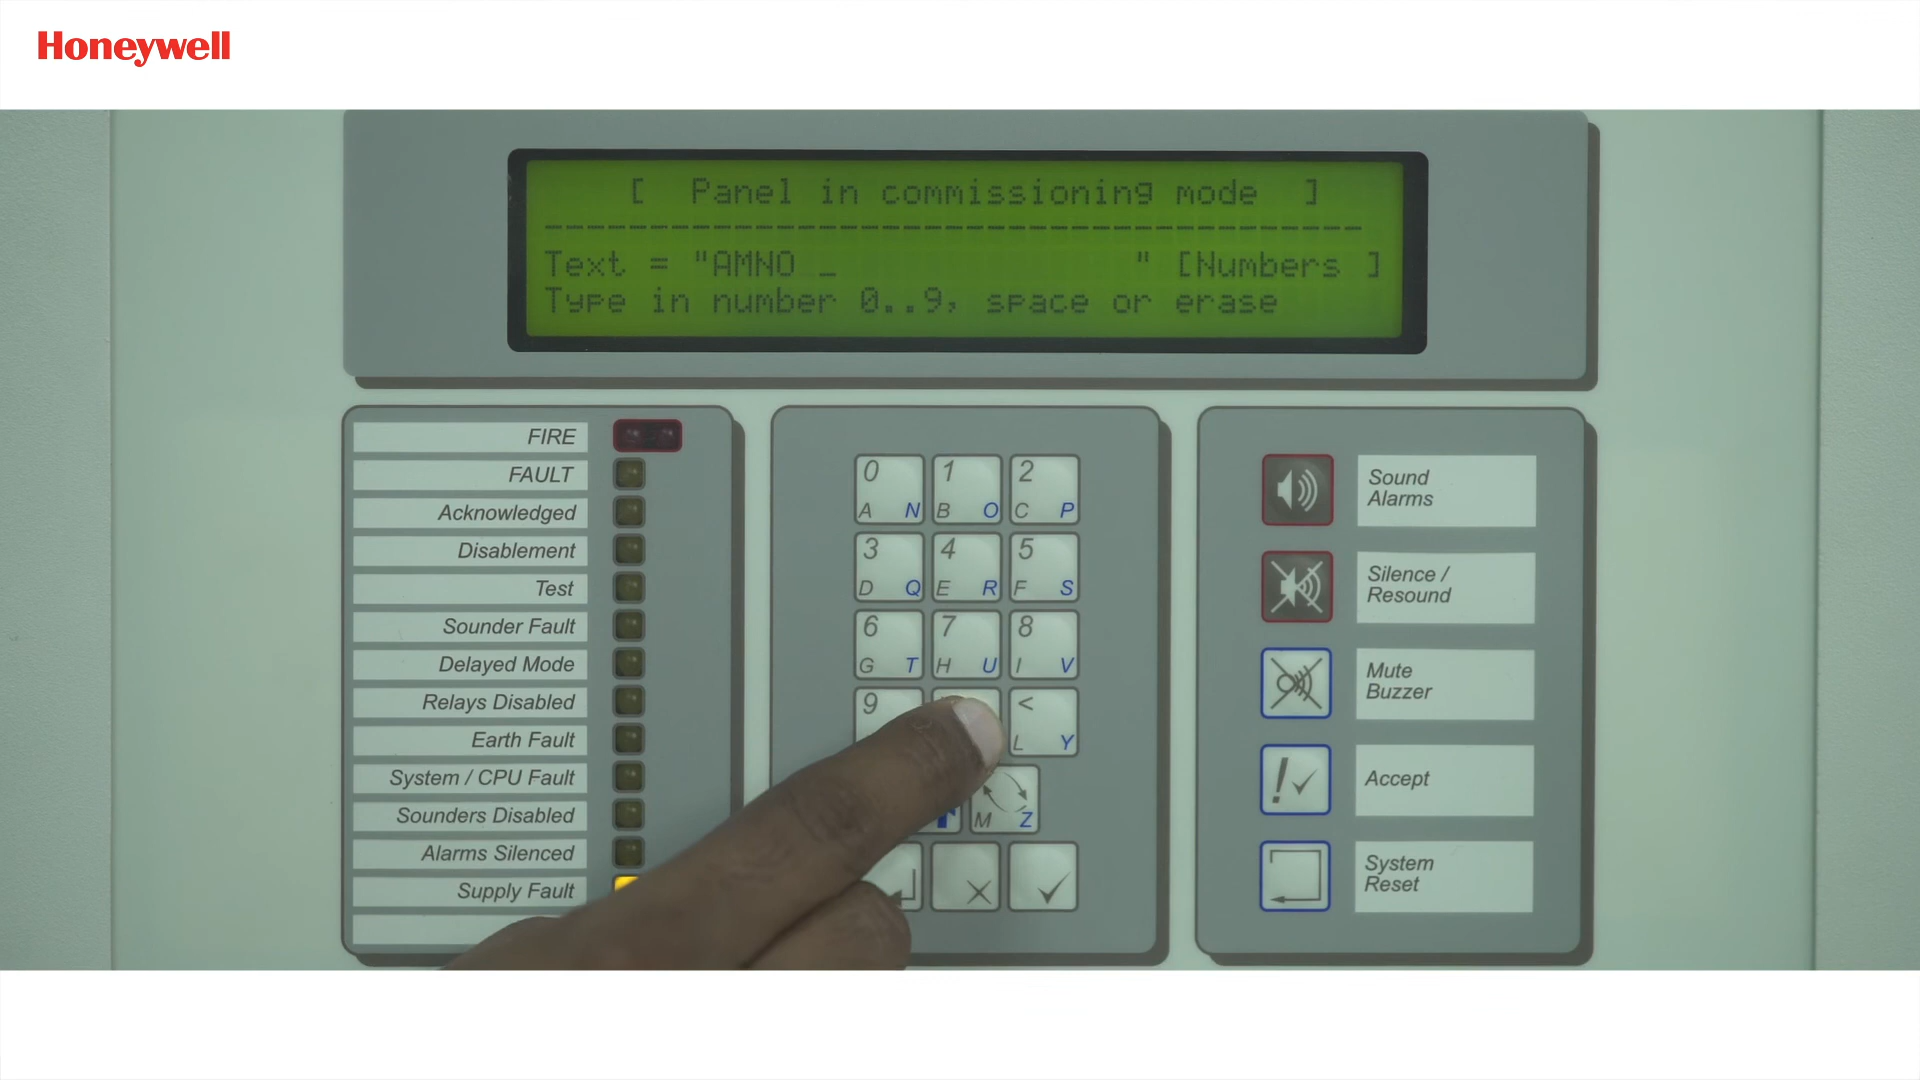 Honeywell
[ Panel in commissioning mode ]
Text = "AMNO _ " [Numbers ]
Type in number 0..9, space or erase
FIRE
FAULT
Acknowledged
Disablement
Test
Sounder Fault
Delayed Mode
Relays Disabled
Earth Fault
System / CPU Fault
Sounders Disabled
Alarms Silenced
Supply Fault
0 1 2
A N B O C P
3 4 5
D Q E R F S
6 7 8
G T H U I V
9 <
L Y
M Z
Sound
Alarms
Silence /
Resound
Mute
Buzzer
Accept
System
Reset